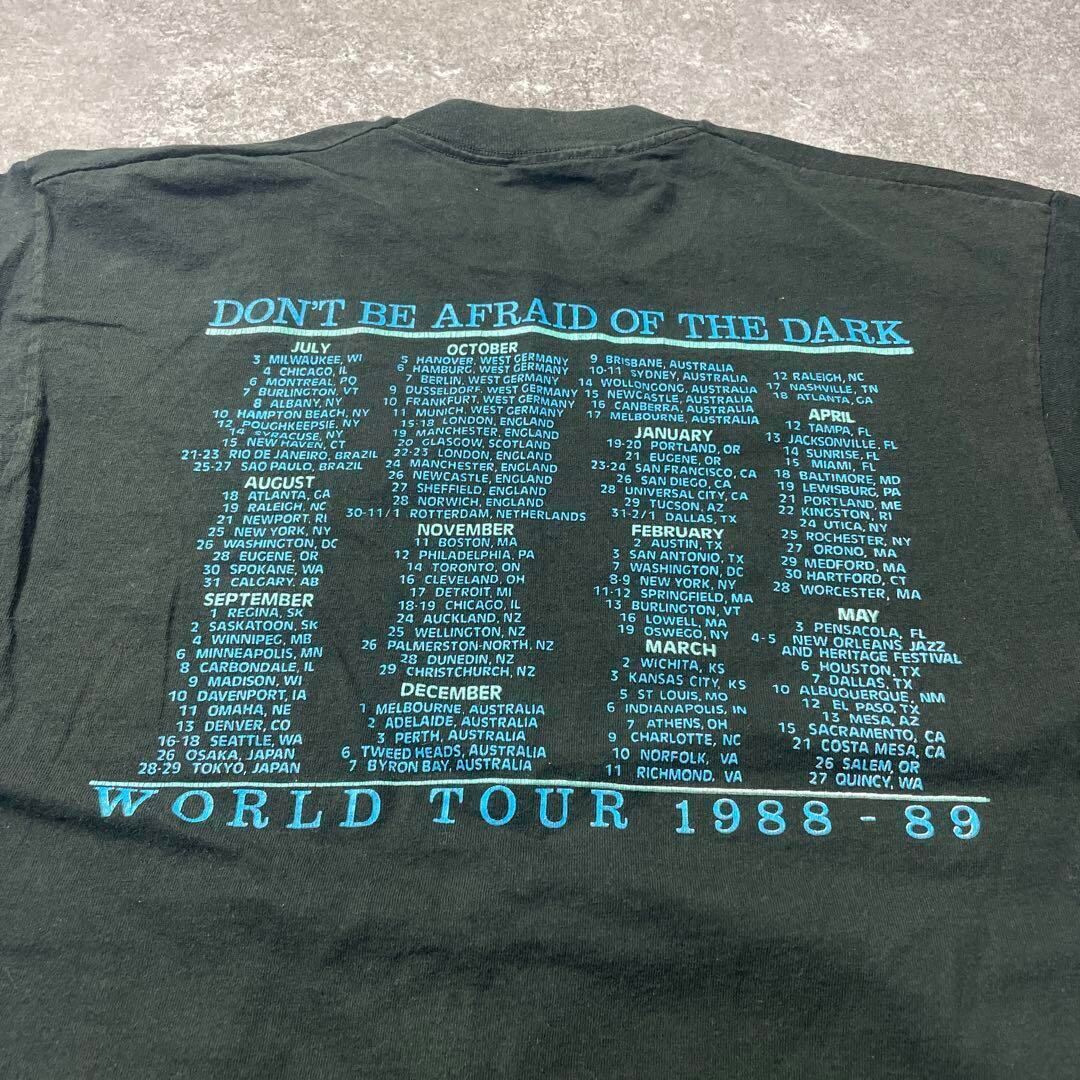 DON'T BE AFRAID OF THE DARK
JULY
3 MILWAUKEE, WI
4 CHICAGO, IL
6 MONTREAL, PQ
7 BURLINGTON, VT
8 ALBANY, NY
10 HAMPTON BEACH, NY
12 POUGHKEEPSIE, NY
14 SYRACUSE, NY
15 NEW HAVEN, CT
21-23 RIO DE JANEIRO, BRAZIL
25-27 SAO PAULO, BRAZIL
AUGUST
18 ATLANTA, GA
19 RALEIGH, NC
21 NEWPORT, RI
25 NEW YORK, NY
26 WASHINGTON, DC
28 EUGENE, OR
30 SPOKANE, WA
31 CALGARY, AB
SEPTEMBER
1 REGINA, SK
2 SASKATOON, SK
4 WINNIPEG, MB
6 MINNEAPOLIS, MN
8 CARBONDALE, IL
9 MADISON, WI
10 DAVENPORT, IA
11 OMAHA, NE
13 DENVER, CO
16-18 SEATTLE, WA
26 OSAKA, JAPAN
28-29 TOKYO, JAPAN
OCTOBER
5 HANOVER, WEST GERMANY
6 HAMBURG, WEST GERMANY
7 BERLIN, WEST GERMANY
9 DUSSELDORF, WEST GERMANY
10 FRANKFURT, WEST GERMANY
11 MUNICH, WEST GERMANY
15-18 LONDON, ENGLAND
19 MANCHESTER, ENGLAND
20 GLASGOW, SCOTLAND
22-23 LONDON, ENGLAND
24 MANCHESTER, ENGLAND
26 NEWCASTLE, ENGLAND
27 SHEFFIELD, ENGLAND
28 NORWICH, ENGLAND
30-11/1 ROTTERDAM, NETHERLANDS
NOVEMBER
11 BOSTON, MA
12 PHILADELPHIA, PA
14 TORONTO, ON
16 CLEVELAND, OH
17 DETROIT, MI
18-19 CHICAGO, IL
24 AUCKLAND, NZ
25 WELLINGTON, NZ
26 PALMERSTON-NORTH, NZ
28 DUNEDIN, NZ
29 CHRISTCHURCH, NZ
DECEMBER
1 MELBOURNE, AUSTRALIA
2 ADELAIDE, AUSTRALIA
3 PERTH, AUSTRALIA
6 TWEED HEADS, AUSTRALIA
7 BYRON BAY, AUSTRALIA
9 BRISBANE, AUSTRALIA
10-11 SYDNEY, AUSTRALIA
14 WOLLONGONG, AUSTRALIA
15 NEWCASTLE, AUSTRALIA
16 CANBERRA, AUSTRALIA
17 MELBOURNE, AUSTRALIA
JANUARY
19-20 PORTLAND, OR
21 EUGENE, OR
23-24 SAN FRANCISCO, CA
26 SAN DIEGO, CA
28 UNIVERSAL CITY, CA
29 TUCSON, AZ
31-2/1 DALLAS, TX
FEBRUARY
2 AUSTIN, TX
3 SAN ANTONIO, TX
7 WASHINGTON, DC
8-9 NEW YORK, NY
11-12 SPRINGFIELD, MA
13 BURLINGTON, VT
16 LOWELL, MA
19 OSWEGO, NY
MARCH
2 WICHITA, KS
3 KANSAS CITY, KS
5 ST LOUIS, MO
6 INDIANAPOLIS, IN
7 ATHENS, OH
9 CHARLOTTE, NC
10 NORFOLK, VA
11 RICHMOND, VA
12 RALEIGH, NC
17 NASHVILLE, TN
18 ATLANTA, GA
APRIL
12 TAMPA, FL
13 JACKSONVILLE, FL
14 SUNRISE, FL
15 MIAMI, FL
18 BALTIMORE, MD
19 LEWISBURG, PA
21 PORTLAND, ME
22 KINGSTON, RI
24 UTICA, NY
25 ROCHESTER, NY
27 ORONO, MA
29 MEDFORD, MA
30 HARTFORD, CT
28 WORCESTER, MA
MAY
3 PENSACOLA, FL
4-5 NEW ORLEANS JAZZ
AND HERITAGE FESTIVAL
6 HOUSTON, TX
7 DALLAS, TX
10 ALBUQUERQUE, NM
12 EL PASO, TX
13 MESA, AZ
15 SACRAMENTO, CA
21 COSTA MESA, CA
26 SALEM, OR
27 QUINCY, WA
WORLD TOUR 1988-89